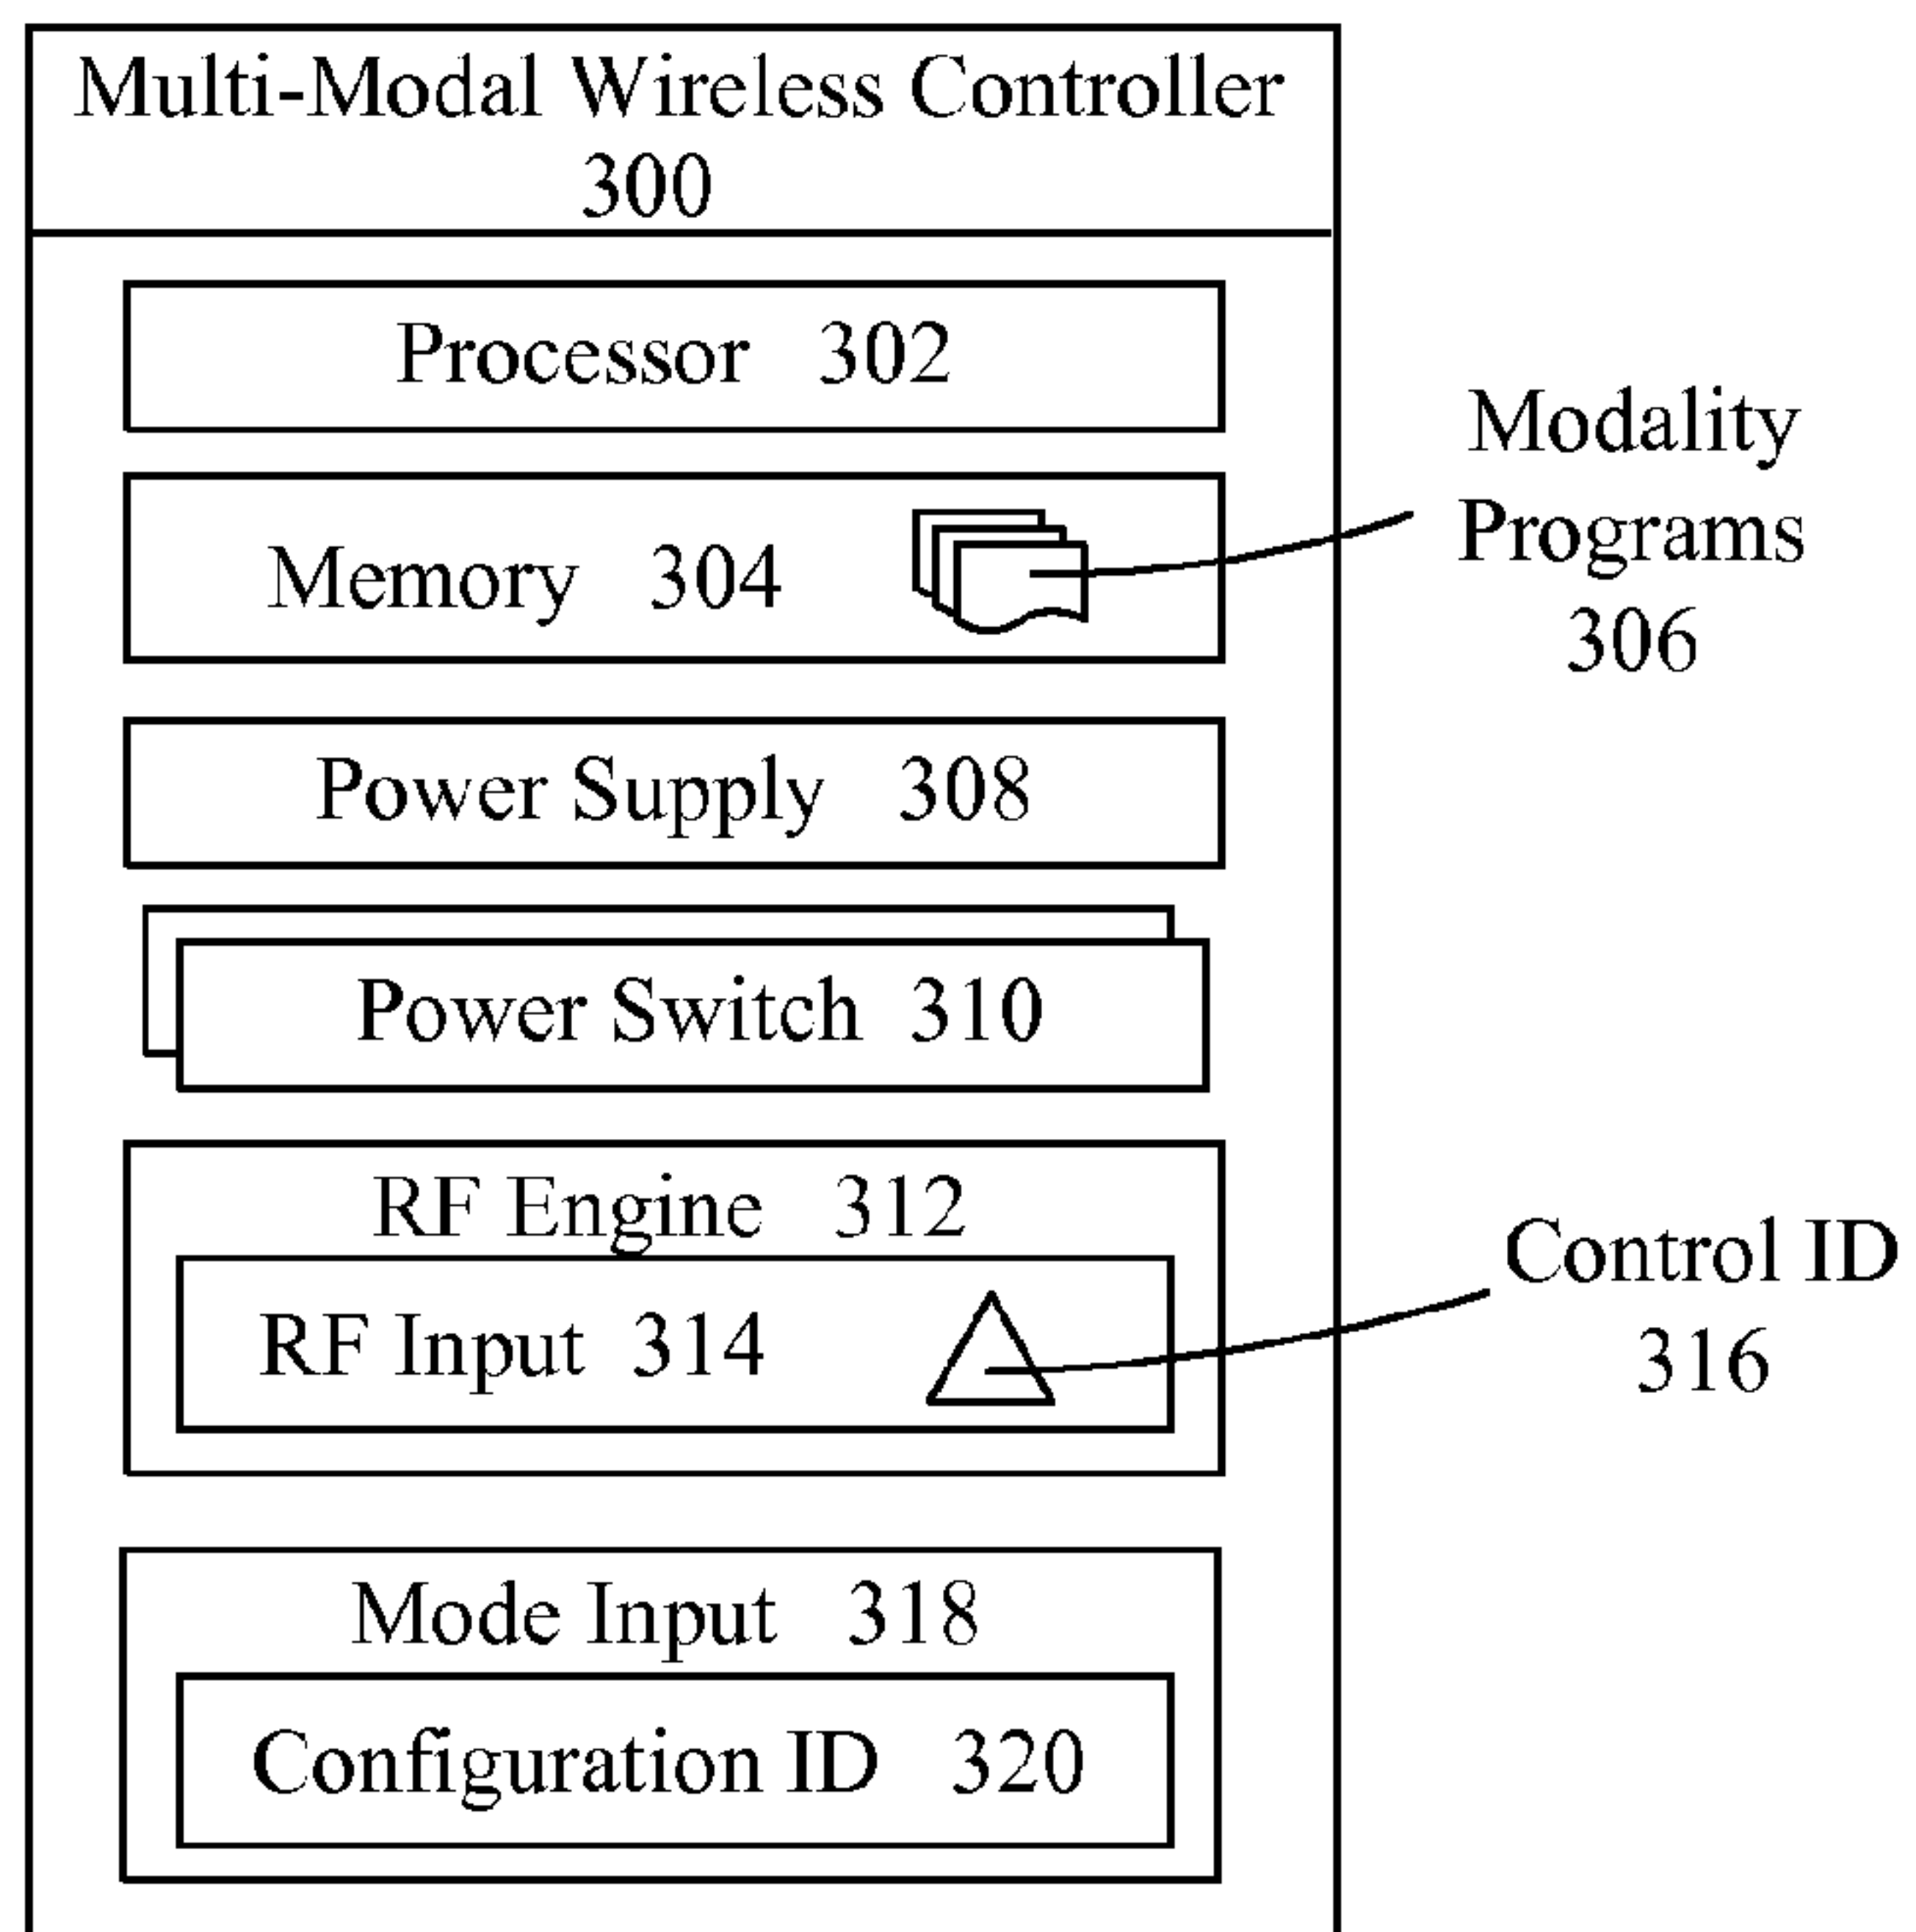 Multi-Modal Wireless Controller
300
Processor 302
Modality
Programs
306
Memory 304
Power Supply 308
Power Switch 310
RF Engine 312
RF Input 314
Control ID
316
Mode Input 318
Configuration ID 320